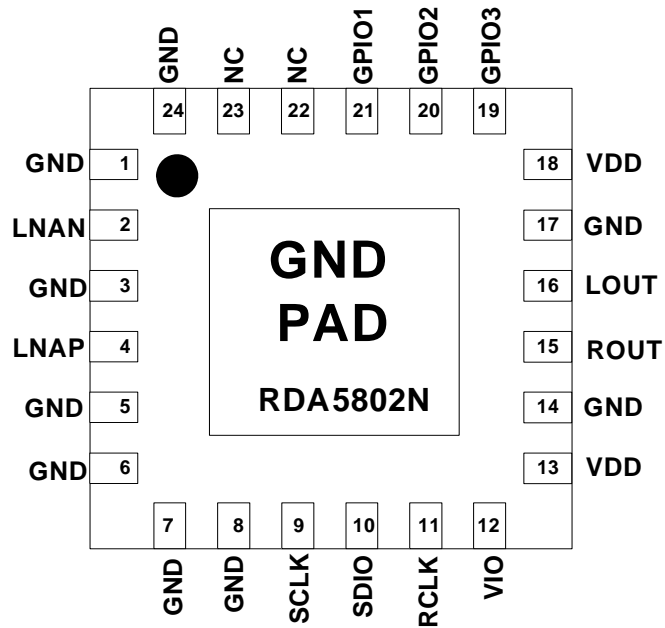 GND NC NC GPIO1 GPIO2 GPIO3
24 23 22 21 20 19
GND 1
LNAN 2
GND 3
LNAP 4
GND 5
GND 6
18 VDD
17 GND
16 LOUT
15 ROUT
14 GND
13 VDD
GND
PAD
RDA5802N
7 8 9 10 11 12
GND GND SCLK SDIO RCLK VIO